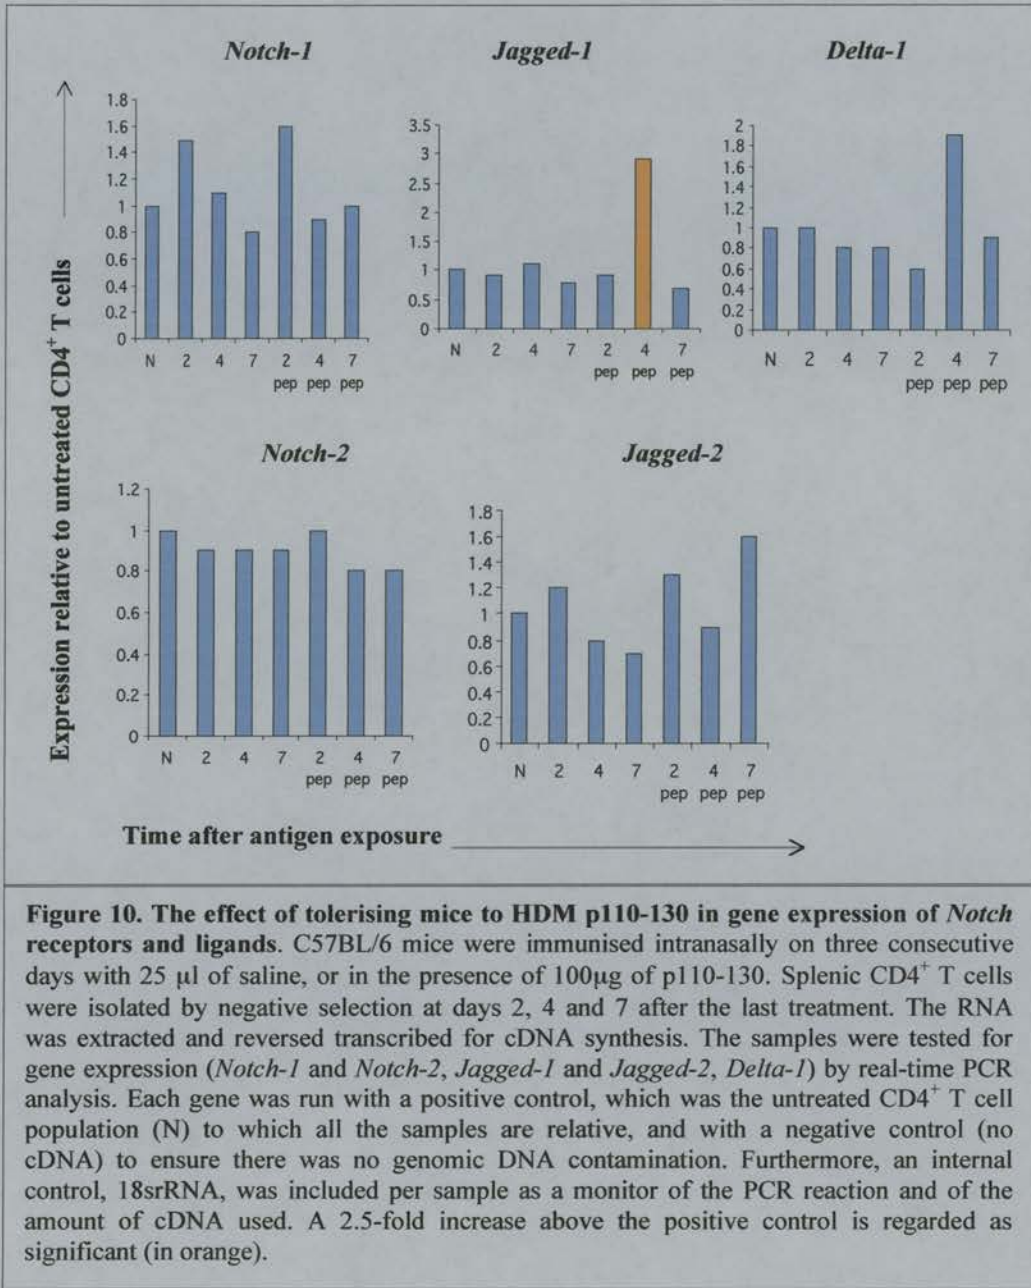 Notch-1
Jagged-1
Delta-1
Expression relative to untreated CD4+ T cells
1.8
1.6
1.4
1.2
1
0.8
0.6
0.4
0.2
0
N 2 4 7 2 4 7
pep pep pep
3.5
3
2.5
2
1.5
1
0.5
0
N 2 4 7 2 4 7
pep pep pep
2
1.8
1.6
1.4
1.2
1
0.8
0.6
0.4
0.2
0
N 2 4 7 2 4 7
pep pep pep
Notch-2
Jagged-2
1.2
1
0.8
0.6
0.4
0.2
0
N 2 4 7 2 4 7
pep pep pep
1.8
1.6
1.4
1.2
1
0.8
0.6
0.4
0.2
0
N 2 4 7 2 4 7
pep pep pep
Time after antigen exposure
Figure 10. The effect of tolerising mice to HDM p110-130 in gene expression of Notch
receptors and ligands. C57BL/6 mice were immunised intranasally on three consecutive
days with 25 µl of saline, or in the presence of 100µg of p110-130. Splenic CD4+ T cells
were isolated by negative selection at days 2, 4 and 7 after the last treatment. The RNA
was extracted and reversed transcribed for cDNA synthesis. The samples were tested for
gene expression (Notch-1 and Notch-2, Jagged-1 and Jagged-2, Delta-1) by real-time PCR
analysis. Each gene was run with a positive control, which was the untreated CD4+ T cell
population (N) to which all the samples are relative, and with a negative control (no
cDNA) to ensure there was no genomic DNA contamination. Furthermore, an internal
control, 18srRNA, was included per sample as a monitor of the PCR reaction and of the
amount of cDNA used. A 2.5-fold increase above the positive control is regarded as
significant (in orange).